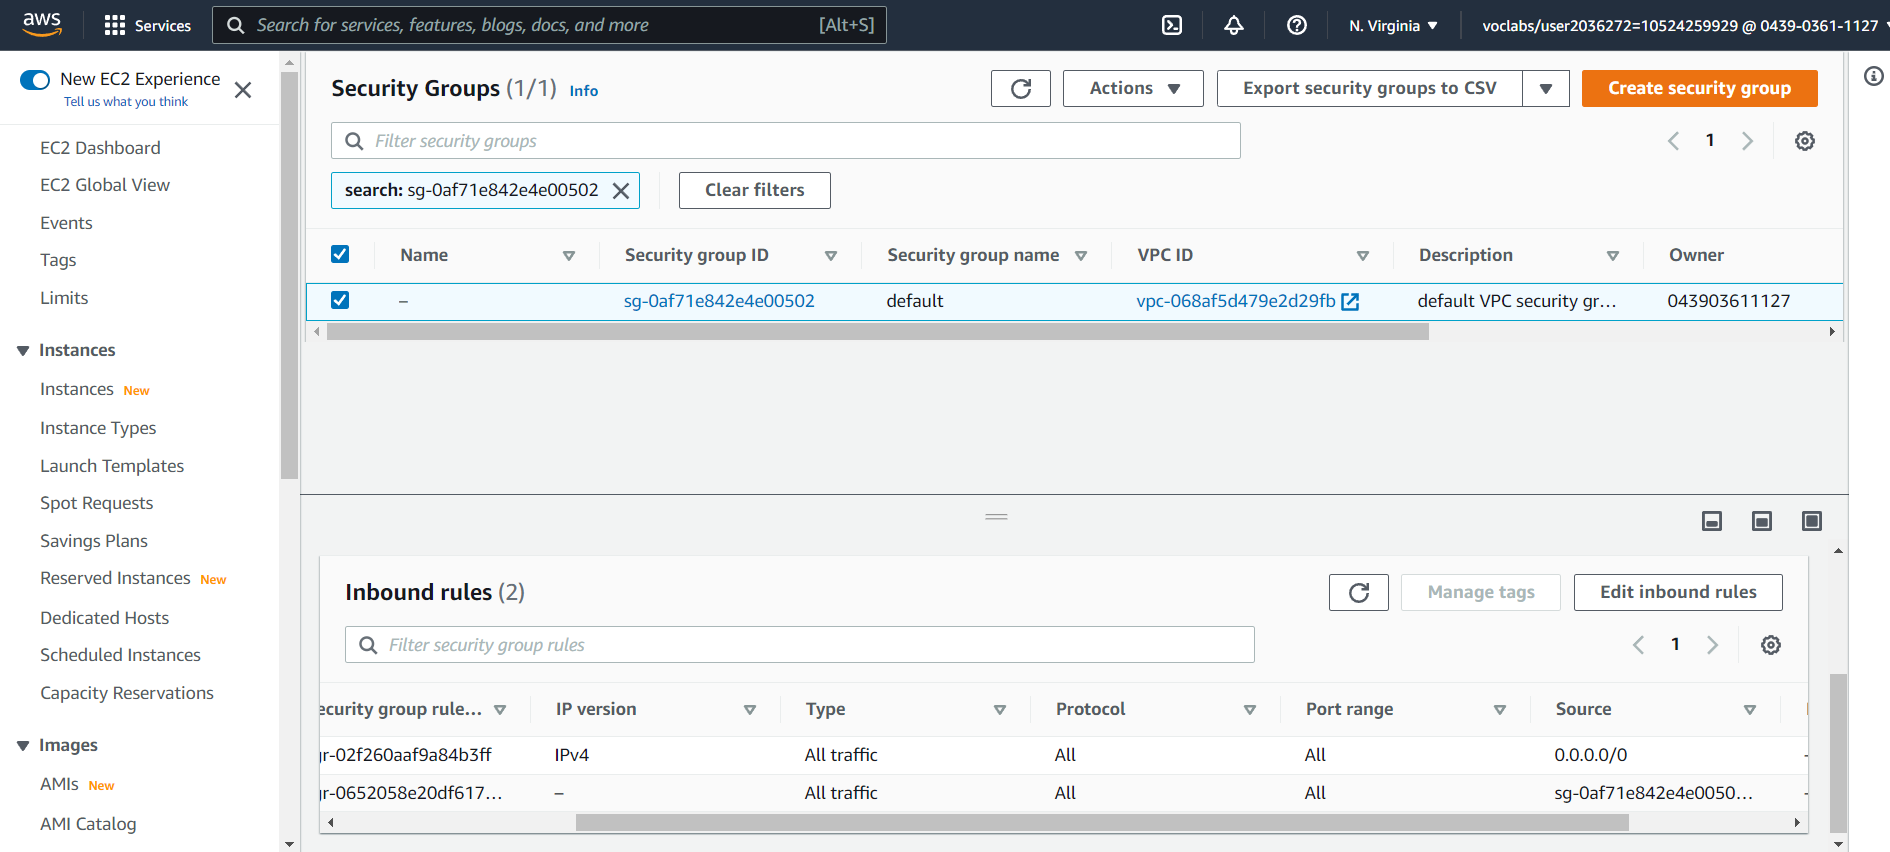 aws Services Search for services, features, blogs, docs, and more [Alt+S] N. Virginia voclabs/user2036272=10524259929 @ 0439-0361-1127
New EC2 Experience
Tell us what you think
EC2 Dashboard
EC2 Global View
Events
Tags
Limits
Instances
Instances New
Instance Types
Launch Templates
Spot Requests
Savings Plans
Reserved Instances New
Dedicated Hosts
Scheduled Instances
Capacity Reservations
Images
AMIs New
AMI Catalog
Security Groups (1/1) Info Actions Export security groups to CSV Create security group
Filter security groups 1
search: sg-0af71e842e4e00502 Clear filters
Name Security group ID Security group name VPC ID Description Owner
– sg-0af71e842e4e00502 default vpc-068af5d479e2d29fb default VPC security gr... 043903611127
Inbound rules (2) Manage tags Edit inbound rules
Filter security group rules 1
ecurity group rule... IP version Type Protocol Port range Source
gr-02f260aaf9a84b3ff IPv4 All traffic All All 0.0.0.0/0 –
gr-0652058e20df617... – All traffic All All sg-0af71e842e4e0050... –